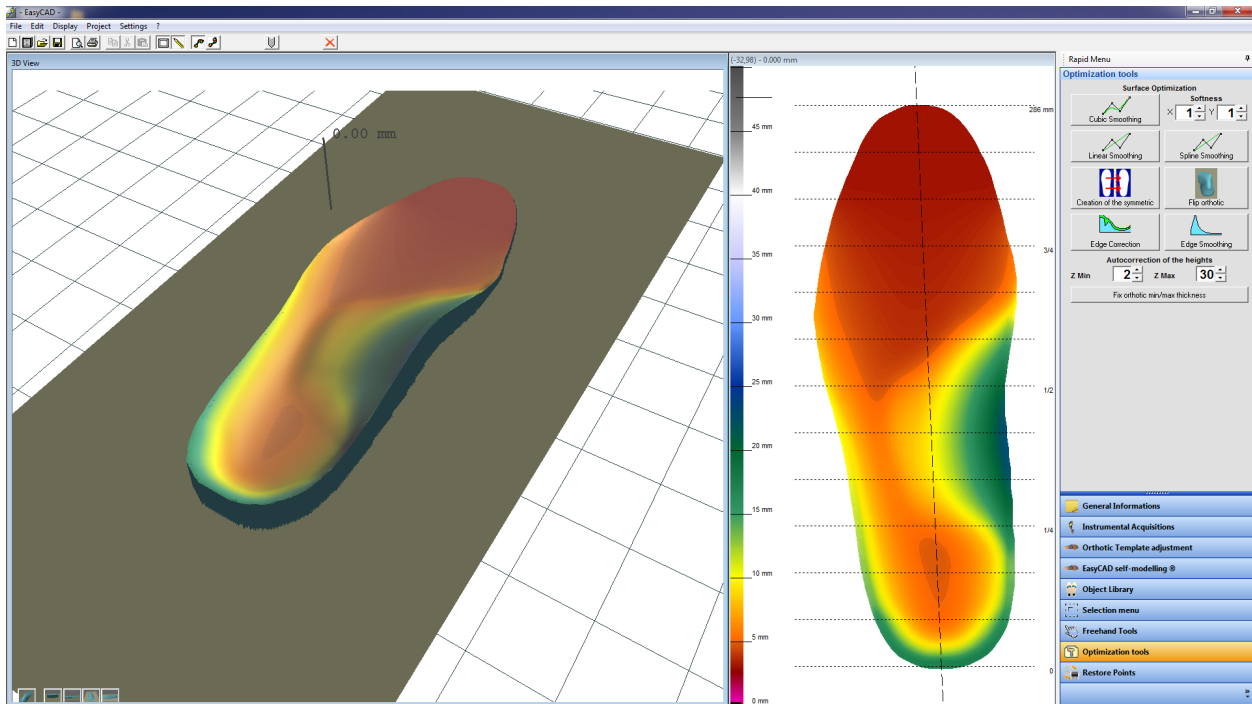 - EasyCAD -
File Edit Display Project Settings ?
3D View
0.00 mm
(-32,98) - 0.000 mm
45 mm
40 mm
35 mm
30 mm
25 mm
20 mm
15 mm
10 mm
5 mm
0 mm
286 mm
3/4
1/2
1/4
0
Rapid Menu
Optimization tools
Surface Optimization
Softness
X 1 Y 1
Cubic Smoothing
Linear Smoothing Spline Smoothing
Creation of the symmetric Flip orthotic
Edge Correction Edge Smoothing
Autocorrection of the heights
Z Min 2 Z Max 30
Fix orthotic min/max thickness
General Informations
Instrumental Acquisitions
Orthotic Template adjustment
EasyCAD self-modelling ®
Object Library
Selection menu
Freehand Tools
Optimization tools
Restore Points